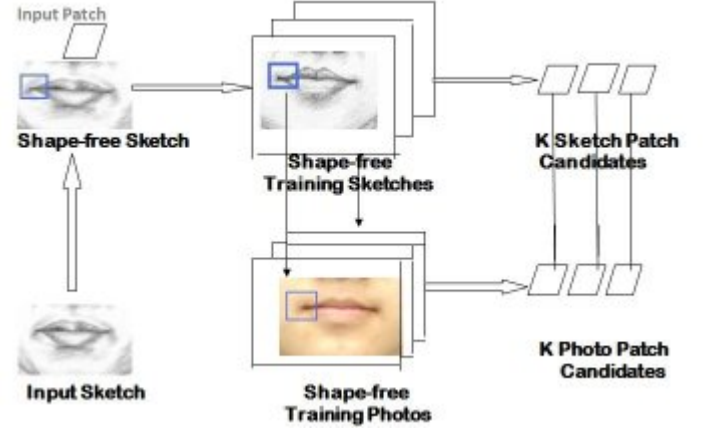 Input Patch
Shape-free Sketch
Shape-free
Training Sketches
K Sketch Patch
Candidates
Input Sketch
Shape-free
Training Photos
K Photo Patch
Candidates